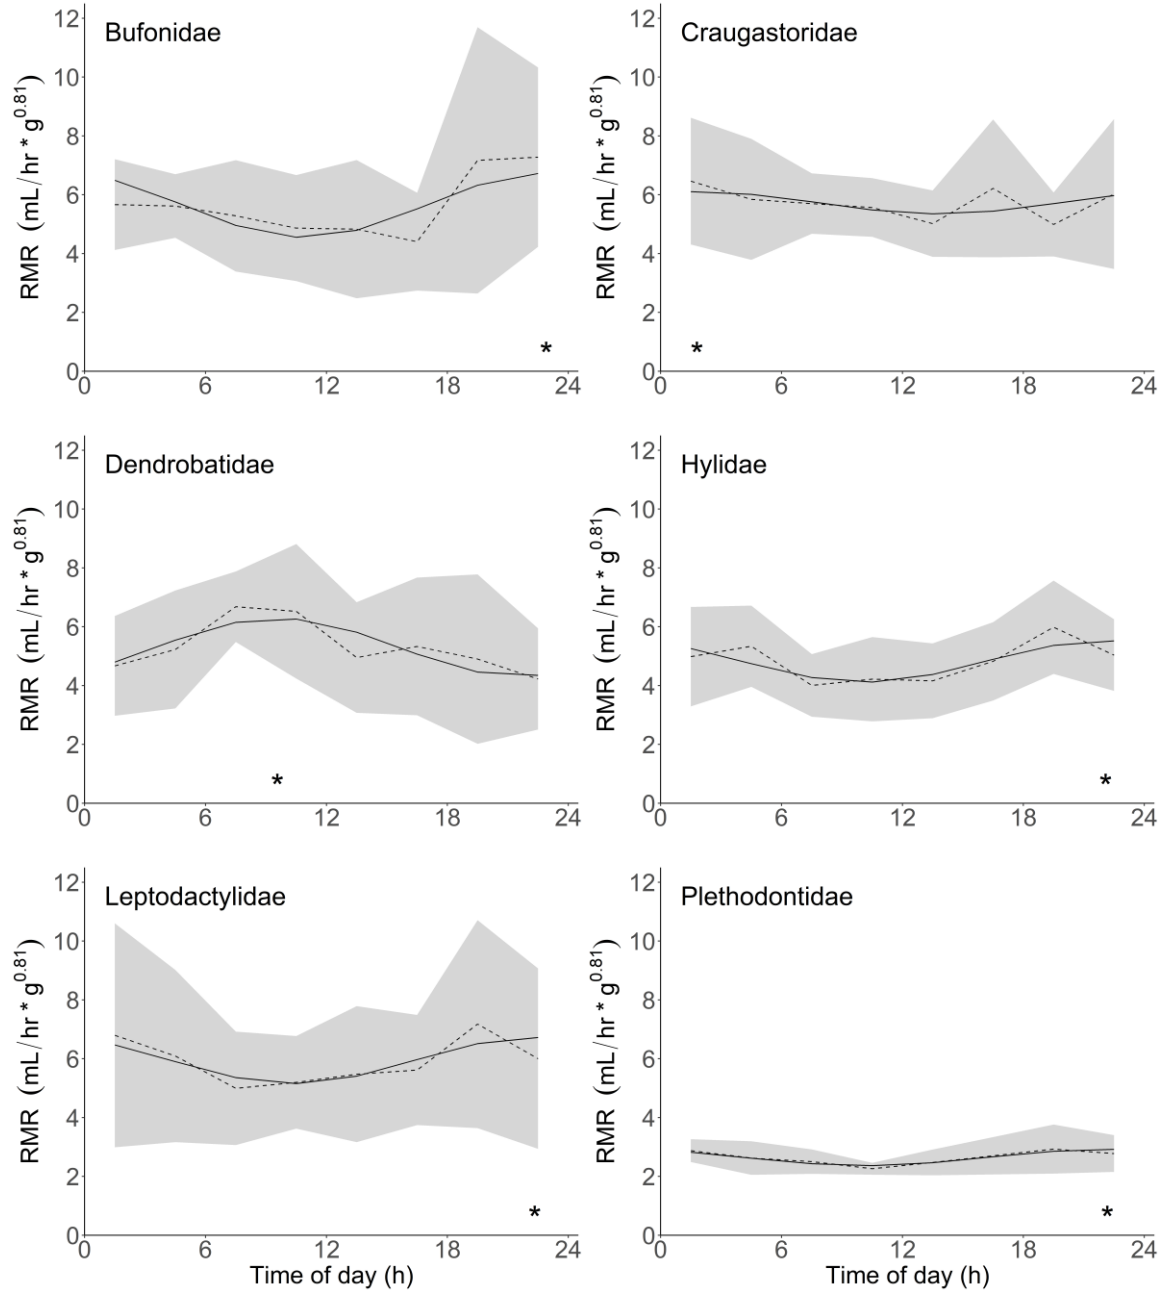 Bufonidae
RMR (mL/hr * g^0.81)
12
10
8
6
4
2
0
*
0 6 12 18 24
Craugastoridae
RMR (mL/hr * g^0.81)
12
10
8
6
4
2
0
*
0 6 12 18 24
Dendrobatidae
RMR (mL/hr * g^0.81)
12
10
8
6
4
2
0
*
0 6 12 18 24
Hylidae
RMR (mL/hr * g^0.81)
12
10
8
6
4
2
0
*
0 6 12 18 24
Leptodactylidae
RMR (mL/hr * g^0.81)
12
10
8
6
4
2
0
*
0 6 12 18 24
Time of day (h)
Plethodontidae
RMR (mL/hr * g^0.81)
12
10
8
6
4
2
0
*
0 6 12 18 24
Time of day (h)